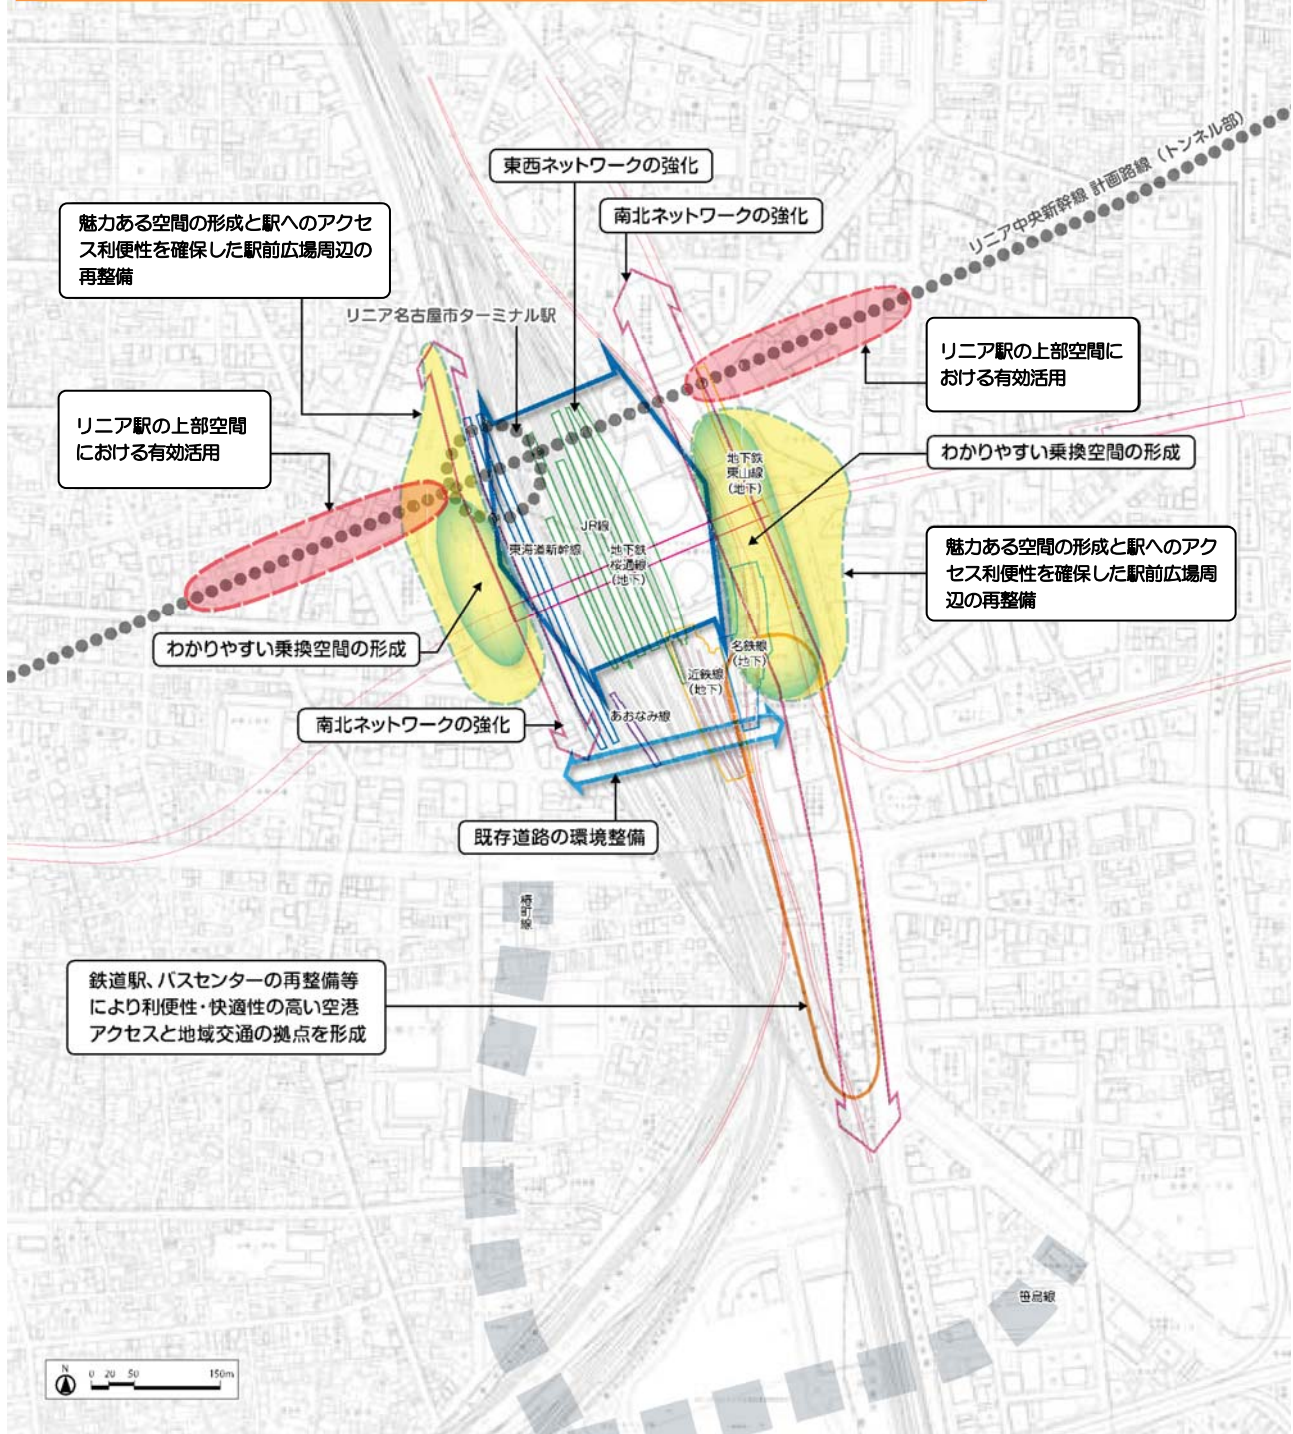 東西ネットワークの強化
南北ネットワークの強化
リニア中央新幹線 計画路線（トンネル部）
魅力ある空間の形成と駅へのアクセ
ス利便性を確保した駅前広場周辺の
再整備
リニア名古屋市ターミナル駅
リニア駅の上部空間に
おける有効活用
リニア駅の上部空間
における有効活用
わかりやすい乗換空間の形成
地下鉄
東山線
（地下）
JR線
東海道新幹線
地下鉄
桜通線
（地下）
魅力ある空間の形成と駅へのアク
セス利便性を確保した駅前広場周
辺の再整備
わかりやすい乗換空間の形成
名鉄線
（地下）
近鉄線
（地下）
あおなみ線
南北ネットワークの強化
既存道路の環境整備
椿町線
鉄道駅、バスセンターの再整備等
により利便性・快適性の高い空港
アクセスと地域交通の拠点を形成
笹島線
N
0 20 50 150m